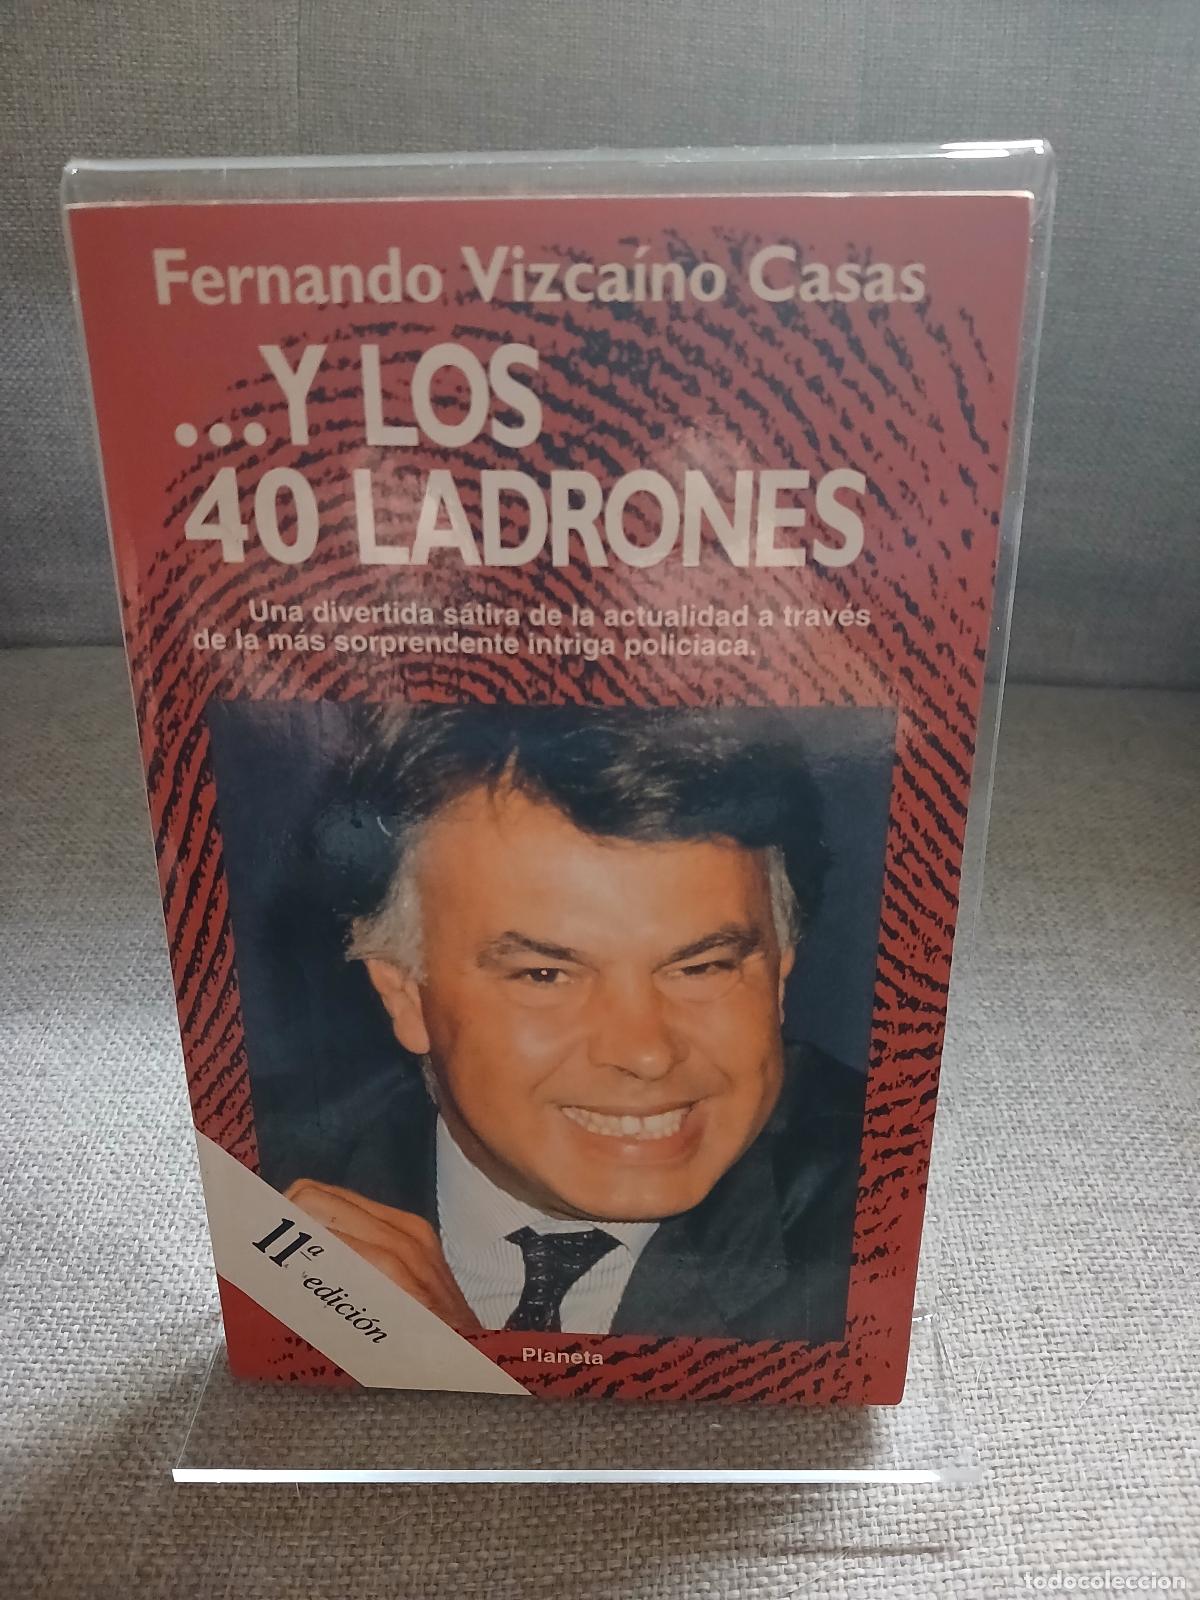 Fernando Vizcaíno Casas
...Y LOS
40 LADRONES
Una divertida sátira de la actualidad a través
de la más sorprendente intriga policiaca.
11ª edición
Planeta
todocoleccion